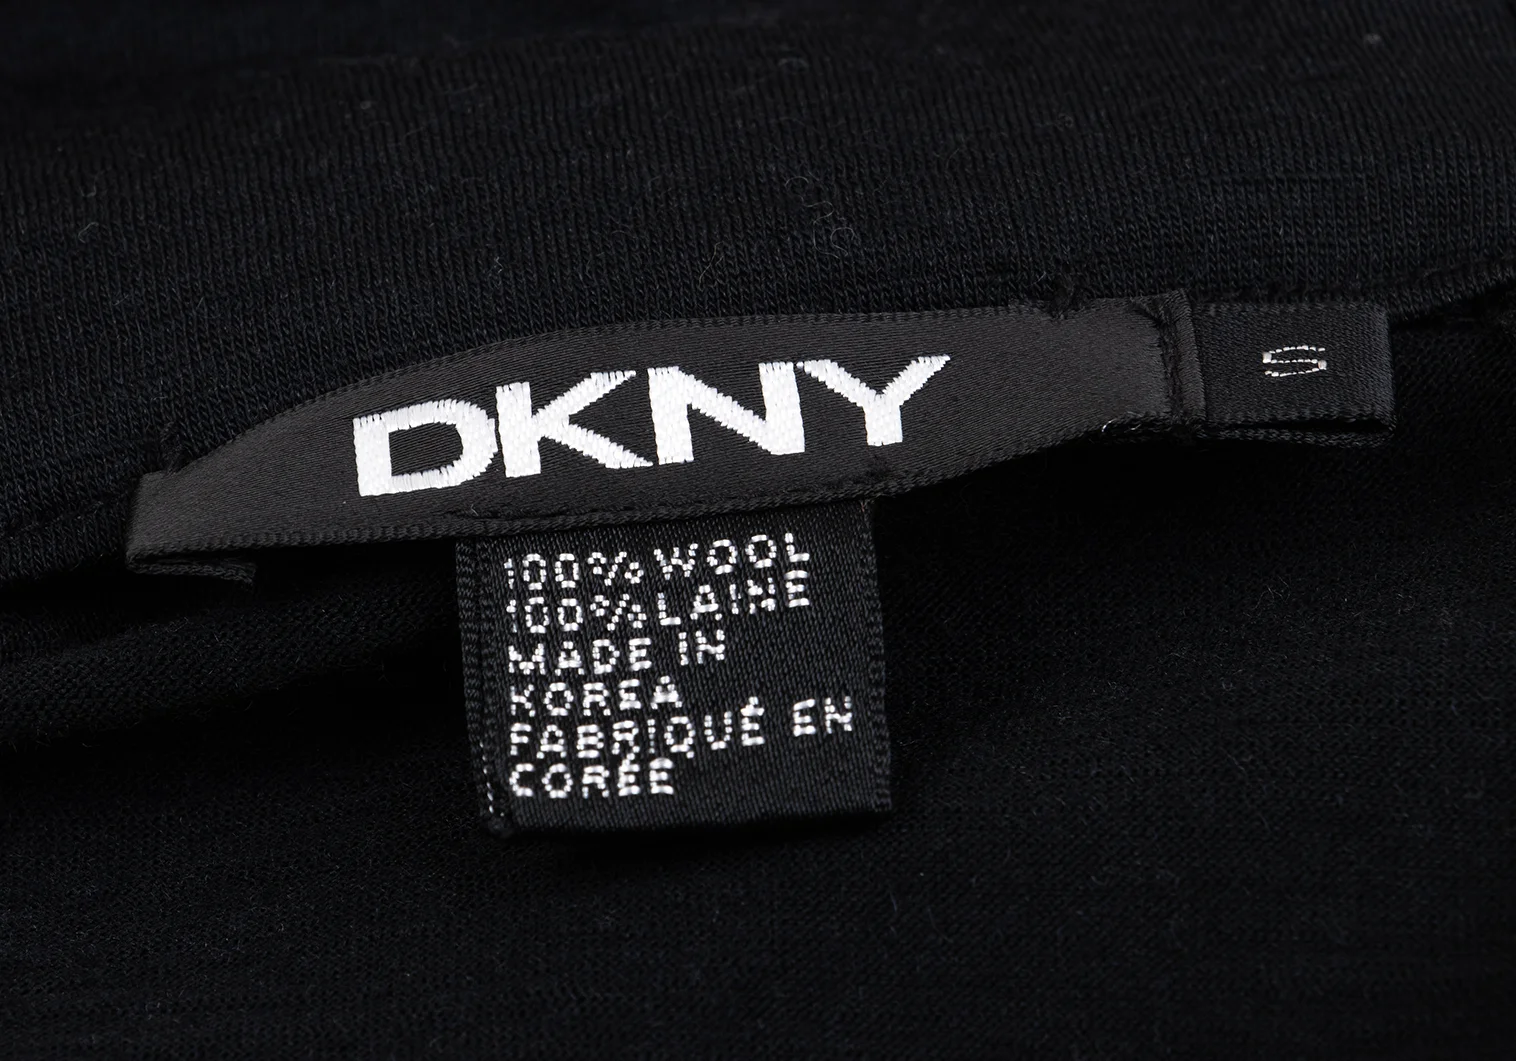 DKNY
S
100% WOOL
100% LAINE
MADE IN
KOREA
FABRIQUÉ EN
CORÉE